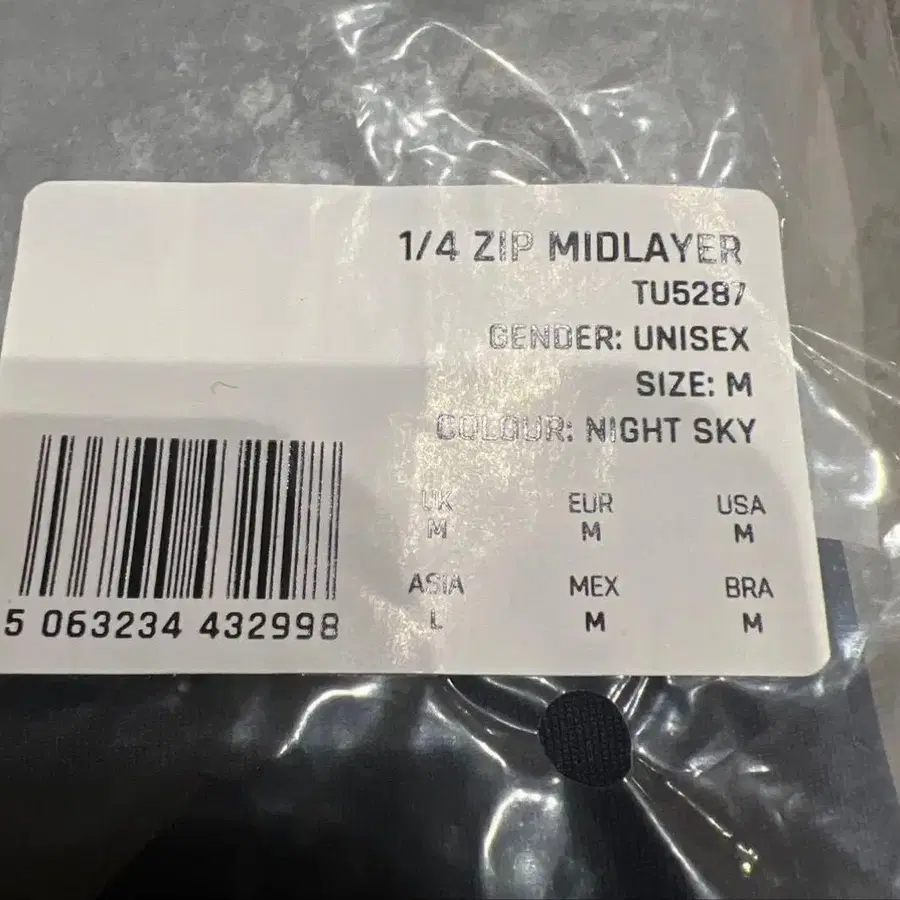 1/4 ZIP MIDLAYER
TU5287
GENDER: UNISEX
SIZE: M
COLOUR: NIGHT SKY
UK EUR USA
M M M
ASIA MEX BRA
L M M
5 063234 432998